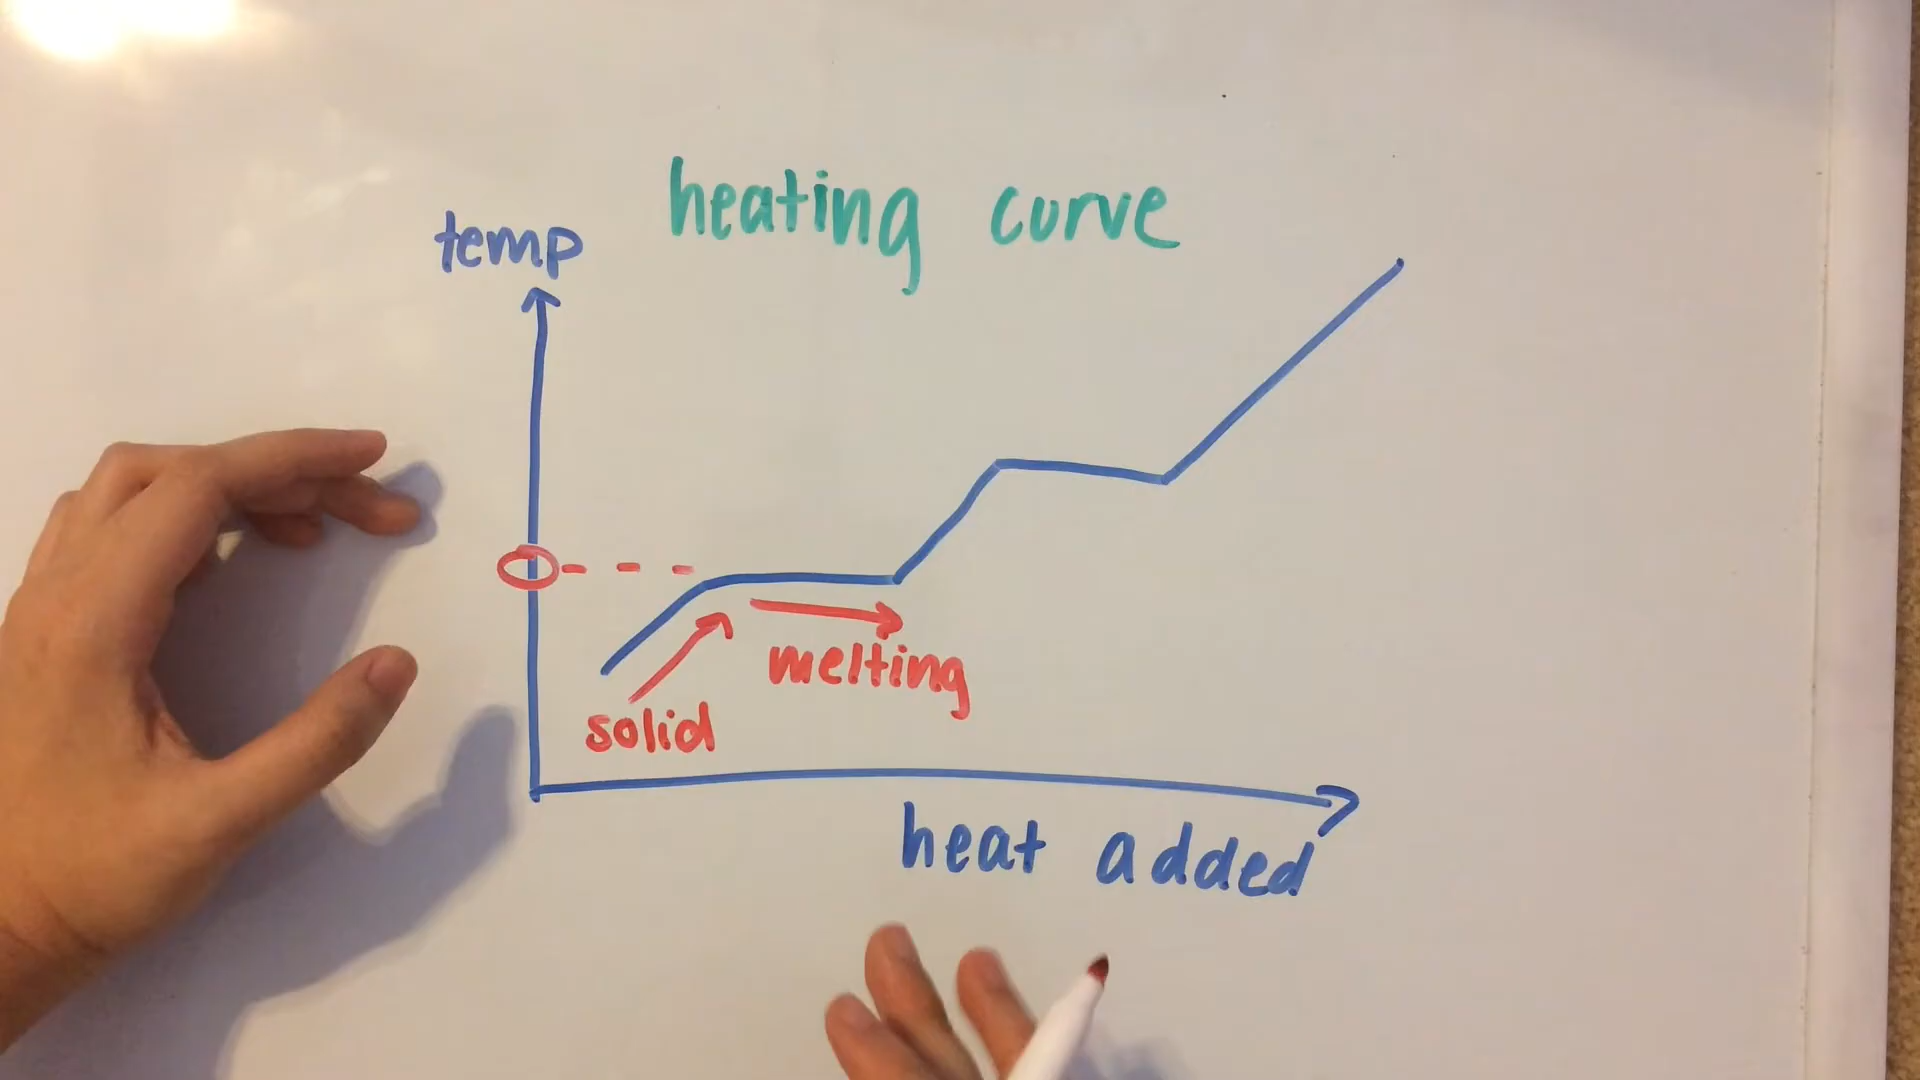 heating curve
temp
melting
solid
heat added